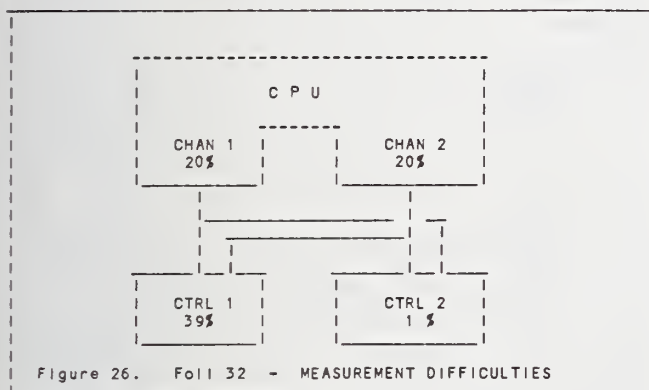 C P U
CHAN 1 CHAN 2
20% 20%
CTRL 1 CTRL 2
39% 1 %
Figure 26. Foil 32 - MEASUREMENT DIFFICULTIES